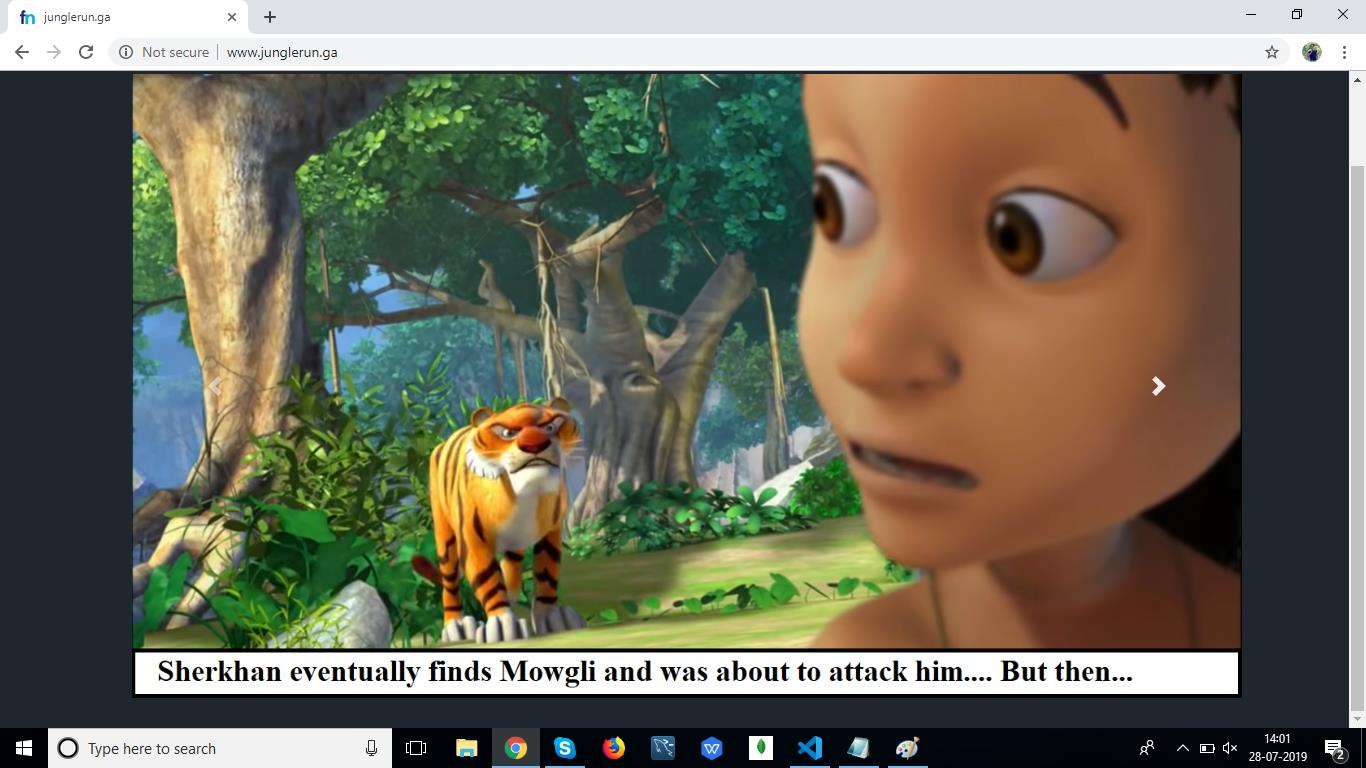 junglerun.ga
Not secure
www.junglerun.ga
Sherkhan eventually finds Mowgli and was about to attack him.... But then...
Type here to search
14:01
28-07-2019
2